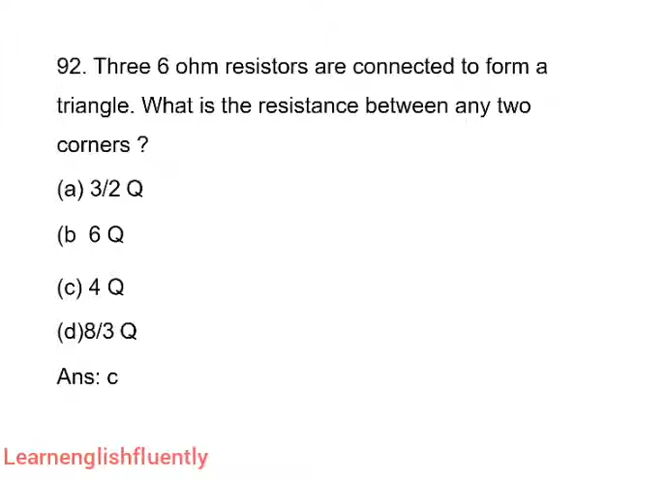 92. Three 6 ohm resistors are connected to form a
triangle. What is the resistance between any two
corners ?
(a) 3/2 Q
(b  6 Q
(c) 4 Q
(d)8/3 Q
Ans: c
Learnenglishfluently